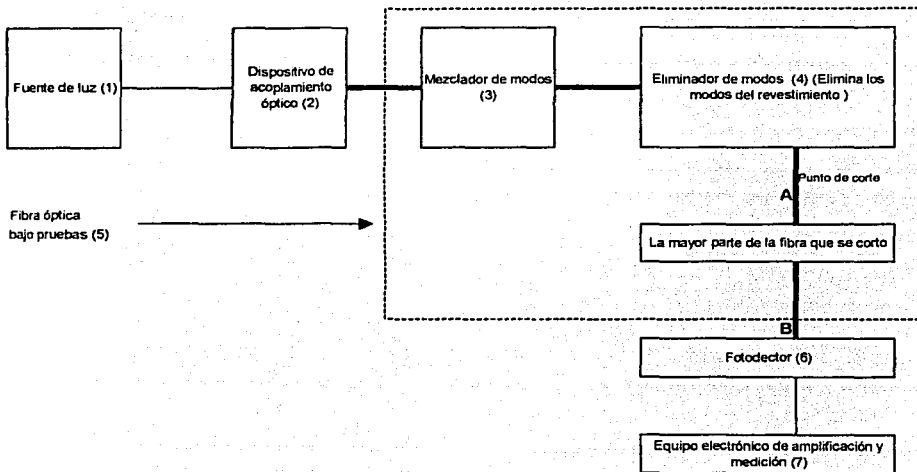 Fuente de luz (1)
Dispositivo de
acoplamiento
óptico (2)
Mezclador de modos
(3)
Eliminador de modos (4) (Elimina los
modos del revestimiento )
Punto de corte
A
Fibra óptica
bajo pruebas (5)
La mayor parte de la fibra que se corto
B
Fotodector (6)
Equipo electrónico de amplificación y
medición (7)